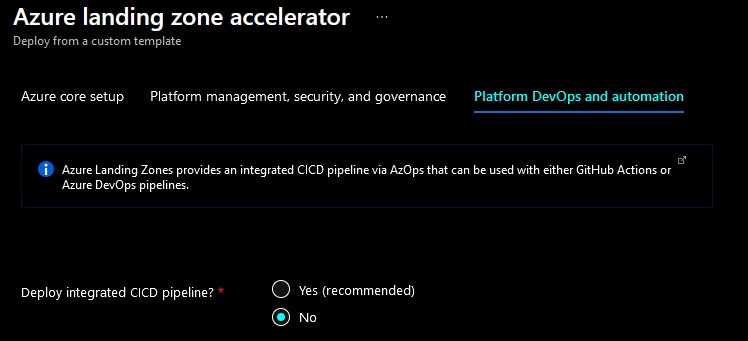 Azure landing zone accelerator ...
Deploy from a custom template
Azure core setup Platform management, security, and governance Platform DevOps and automation
Azure Landing Zones provides an integrated CICD pipeline via AzOps that can be used with either GitHub Actions or
Azure DevOps pipelines.
Deploy integrated CICD pipeline? * Yes (recommended)
No